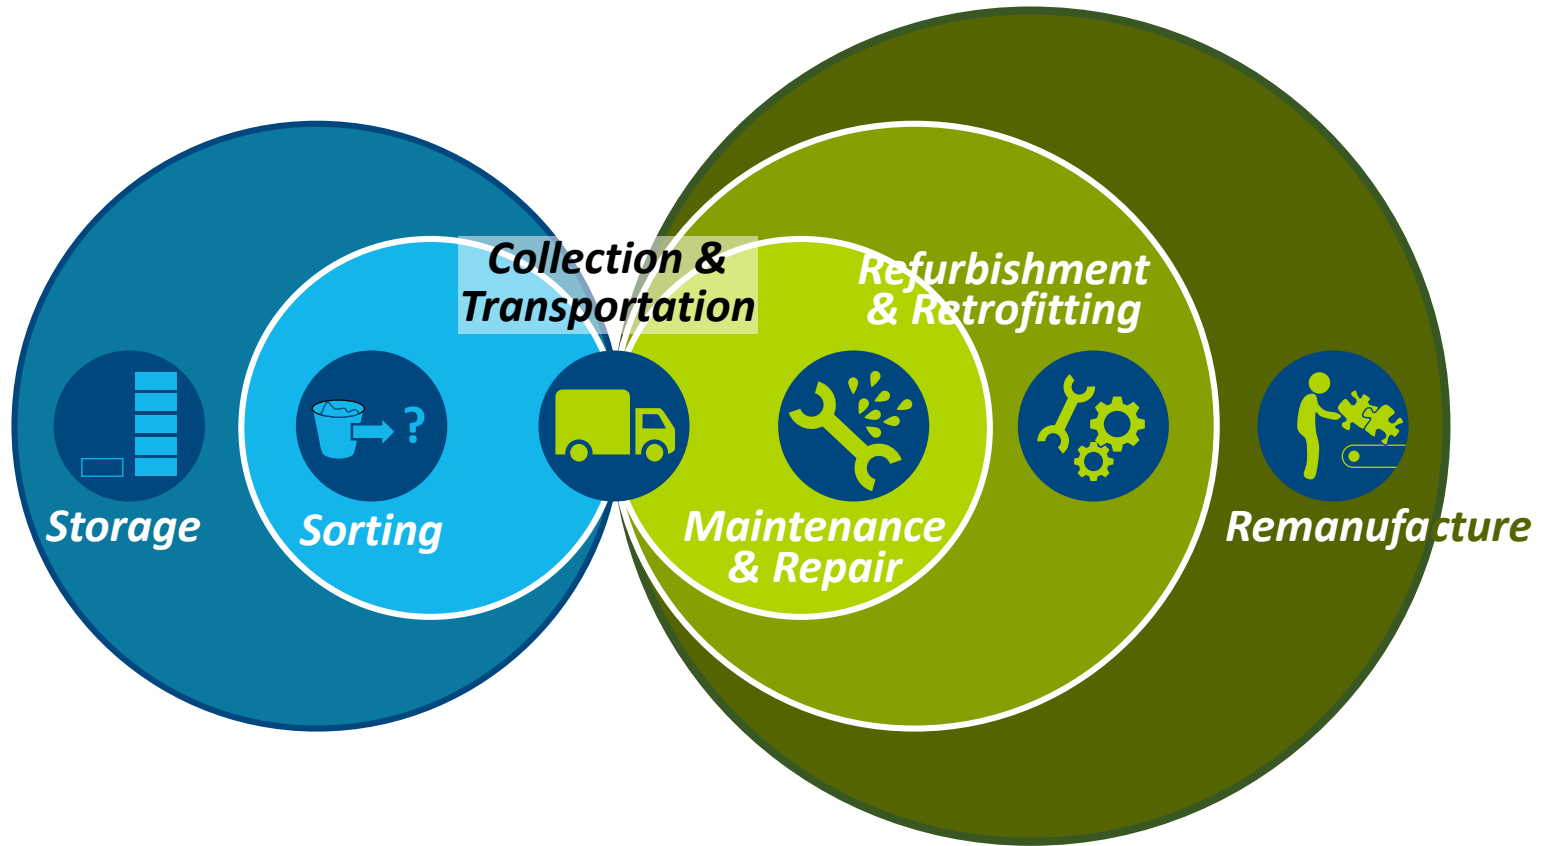 Collection &
Transportation
Refurbishment
& Retrofitting
?
Storage
Sorting
Maintenance
& Repair
Remanufacture